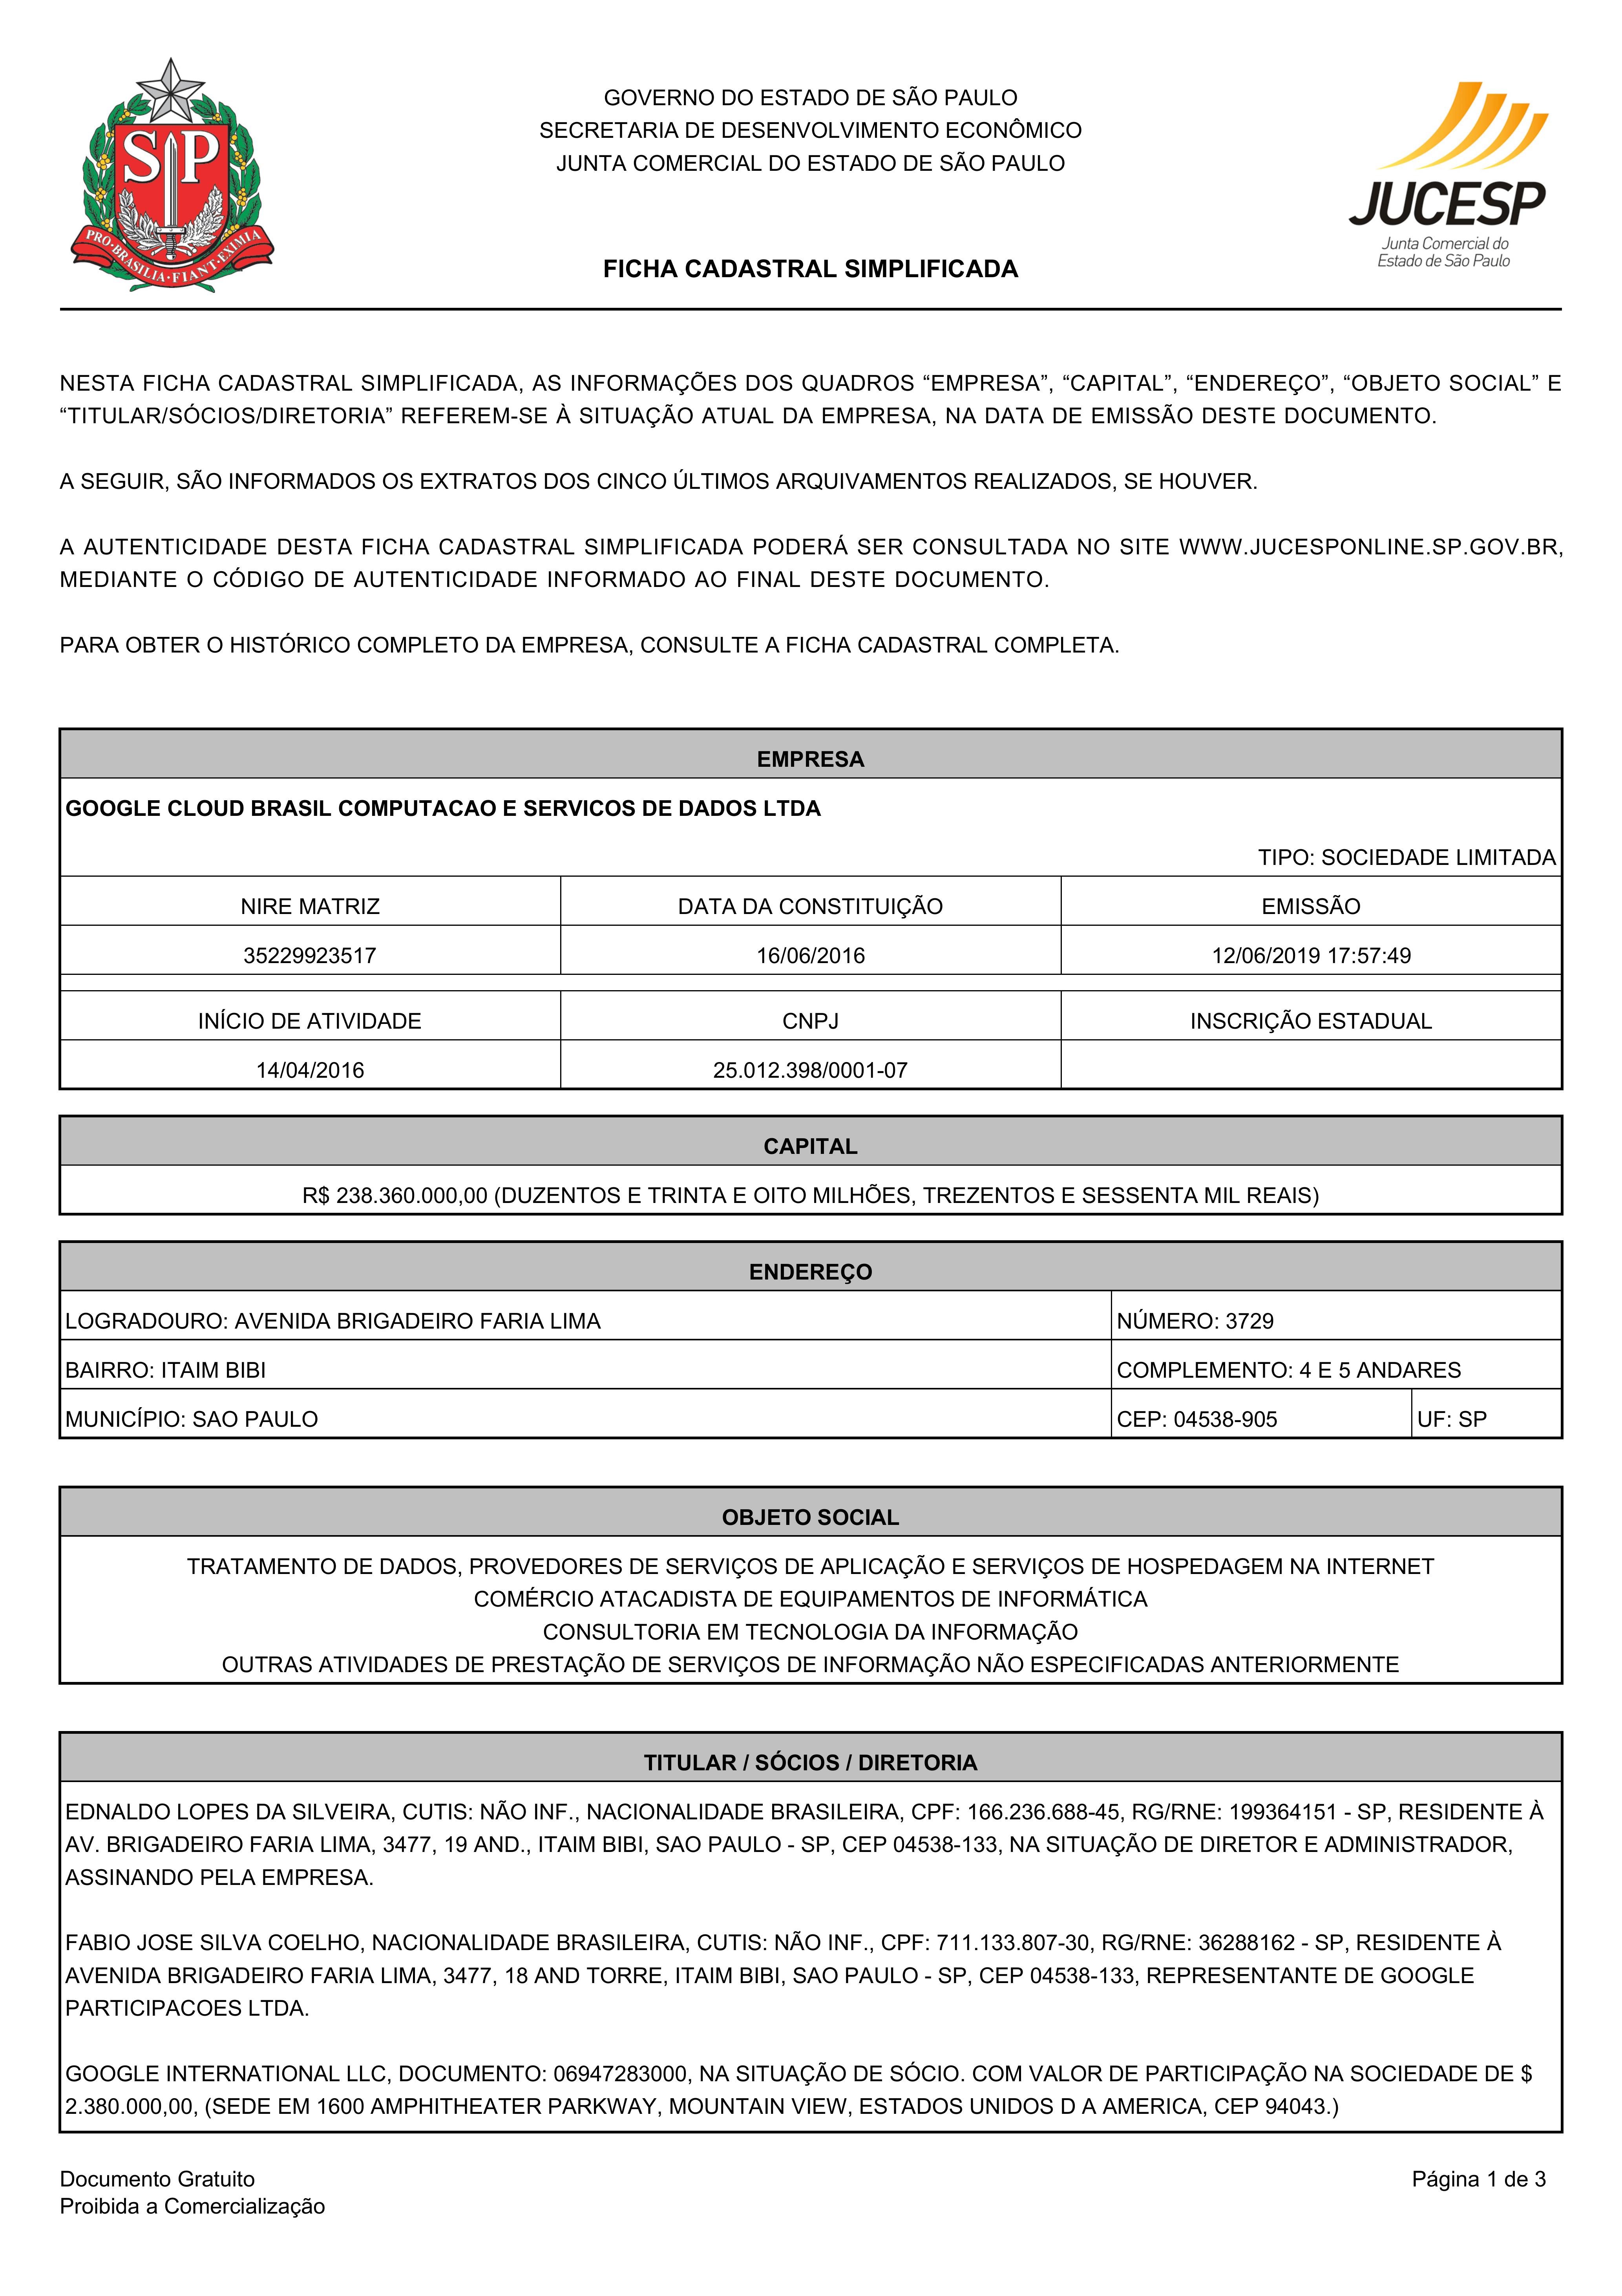 GOVERNO DO ESTADO DE SÃO PAULO
SECRETARIA DE DESENVOLVIMENTO ECONÔMICO
JUNTA COMERCIAL DO ESTADO DE SÃO PAULO
SP
PRO·BRASILIA·FIANT·EXIMIA
JUCESP
Junta Comercial do
Estado de São Paulo
FICHA CADASTRAL SIMPLIFICADA
NESTA FICHA CADASTRAL SIMPLIFICADA, AS INFORMAÇÕES DOS QUADROS “EMPRESA”, “CAPITAL”, “ENDEREÇO”, “OBJETO SOCIAL” E
“TITULAR/SÓCIOS/DIRETORIA” REFEREM-SE À SITUAÇÃO ATUAL DA EMPRESA, NA DATA DE EMISSÃO DESTE DOCUMENTO.
A SEGUIR, SÃO INFORMADOS OS EXTRATOS DOS CINCO ÚLTIMOS ARQUIVAMENTOS REALIZADOS, SE HOUVER.
A AUTENTICIDADE DESTA FICHA CADASTRAL SIMPLIFICADA PODERÁ SER CONSULTADA NO SITE WWW.JUCESPONLINE.SP.GOV.BR,
MEDIANTE O CÓDIGO DE AUTENTICIDADE INFORMADO AO FINAL DESTE DOCUMENTO.
PARA OBTER O HISTÓRICO COMPLETO DA EMPRESA, CONSULTE A FICHA CADASTRAL COMPLETA.
EMPRESA
GOOGLE CLOUD BRASIL COMPUTACAO E SERVICOS DE DADOS LTDA
TIPO: SOCIEDADE LIMITADA
NIRE MATRIZ DATA DA CONSTITUIÇÃO EMISSÃO
35229923517 16/06/2016 12/06/2019 17:57:49
INÍCIO DE ATIVIDADE CNPJ INSCRIÇÃO ESTADUAL
14/04/2016 25.012.398/0001-07
CAPITAL
R$ 238.360.000,00 (DUZENTOS E TRINTA E OITO MILHÕES, TREZENTOS E SESSENTA MIL REAIS)
ENDEREÇO
LOGRADOURO: AVENIDA BRIGADEIRO FARIA LIMA NÚMERO: 3729
BAIRRO: ITAIM BIBI COMPLEMENTO: 4 E 5 ANDARES
MUNICÍPIO: SAO PAULO CEP: 04538-905 UF: SP
OBJETO SOCIAL
TRATAMENTO DE DADOS, PROVEDORES DE SERVIÇOS DE APLICAÇÃO E SERVIÇOS DE HOSPEDAGEM NA INTERNET
COMÉRCIO ATACADISTA DE EQUIPAMENTOS DE INFORMÁTICA
CONSULTORIA EM TECNOLOGIA DA INFORMAÇÃO
OUTRAS ATIVIDADES DE PRESTAÇÃO DE SERVIÇOS DE INFORMAÇÃO NÃO ESPECIFICADAS ANTERIORMENTE
TITULAR / SÓCIOS / DIRETORIA
EDNALDO LOPES DA SILVEIRA, CUTIS: NÃO INF., NACIONALIDADE BRASILEIRA, CPF: 166.236.688-45, RG/RNE: 199364151 - SP, RESIDENTE À
AV. BRIGADEIRO FARIA LIMA, 3477, 19 AND., ITAIM BIBI, SAO PAULO - SP, CEP 04538-133, NA SITUAÇÃO DE DIRETOR E ADMINISTRADOR,
ASSINANDO PELA EMPRESA.
FABIO JOSE SILVA COELHO, NACIONALIDADE BRASILEIRA, CUTIS: NÃO INF., CPF: 711.133.807-30, RG/RNE: 36288162 - SP, RESIDENTE À
AVENIDA BRIGADEIRO FARIA LIMA, 3477, 18 AND TORRE, ITAIM BIBI, SAO PAULO - SP, CEP 04538-133, REPRESENTANTE DE GOOGLE
PARTICIPACOES LTDA.
GOOGLE INTERNATIONAL LLC, DOCUMENTO: 06947283000, NA SITUAÇÃO DE SÓCIO. COM VALOR DE PARTICIPAÇÃO NA SOCIEDADE DE $
2.380.000,00, (SEDE EM 1600 AMPHITHEATER PARKWAY, MOUNTAIN VIEW, ESTADOS UNIDOS D A AMERICA, CEP 94043.)
Documento Gratuito Página 1 de 3
Proibida a Comercialização